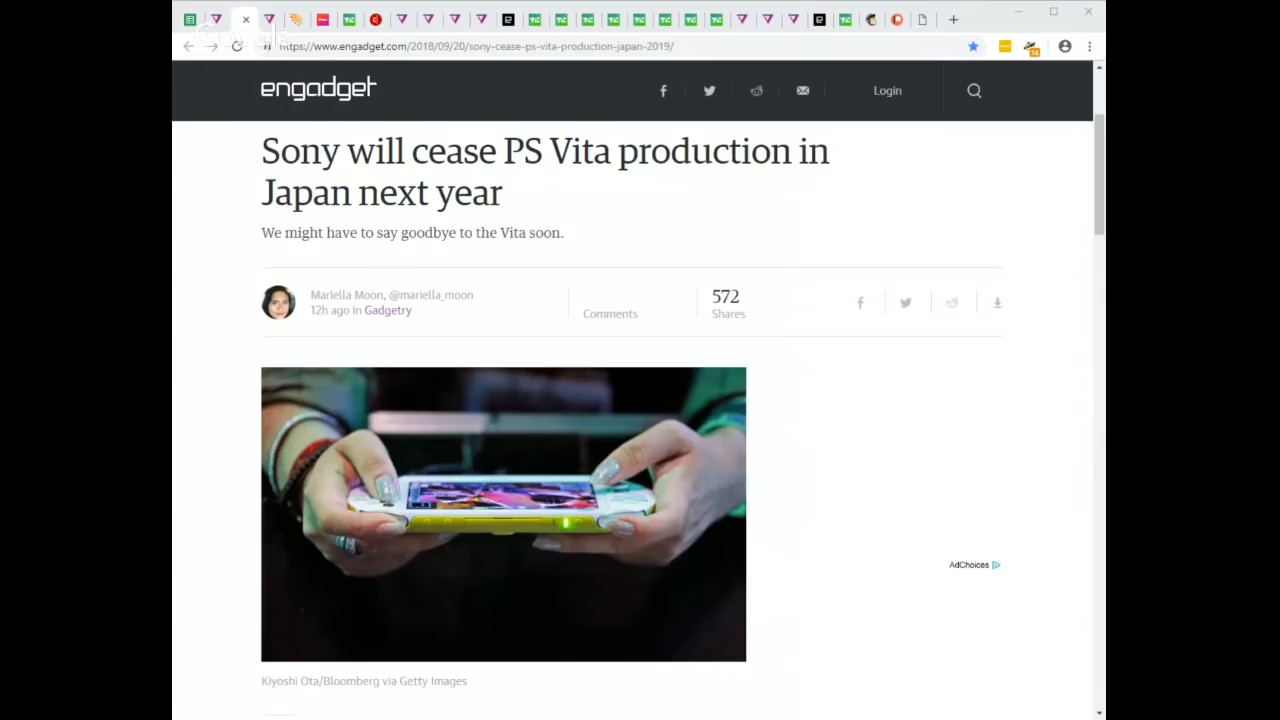 https://www.engadget.com/2018/09/20/sony-cease-ps-vita-production-japan-2019/
engadget
Login
Sony will cease PS Vita production in
Japan next year
We might have to say goodbye to the Vita soon.
Mariella Moon, @mariella_moon
12h ago in Gadgetry
Comments
572
Shares
AdChoices
Kiyoshi Ota/Bloomberg via Getty Images